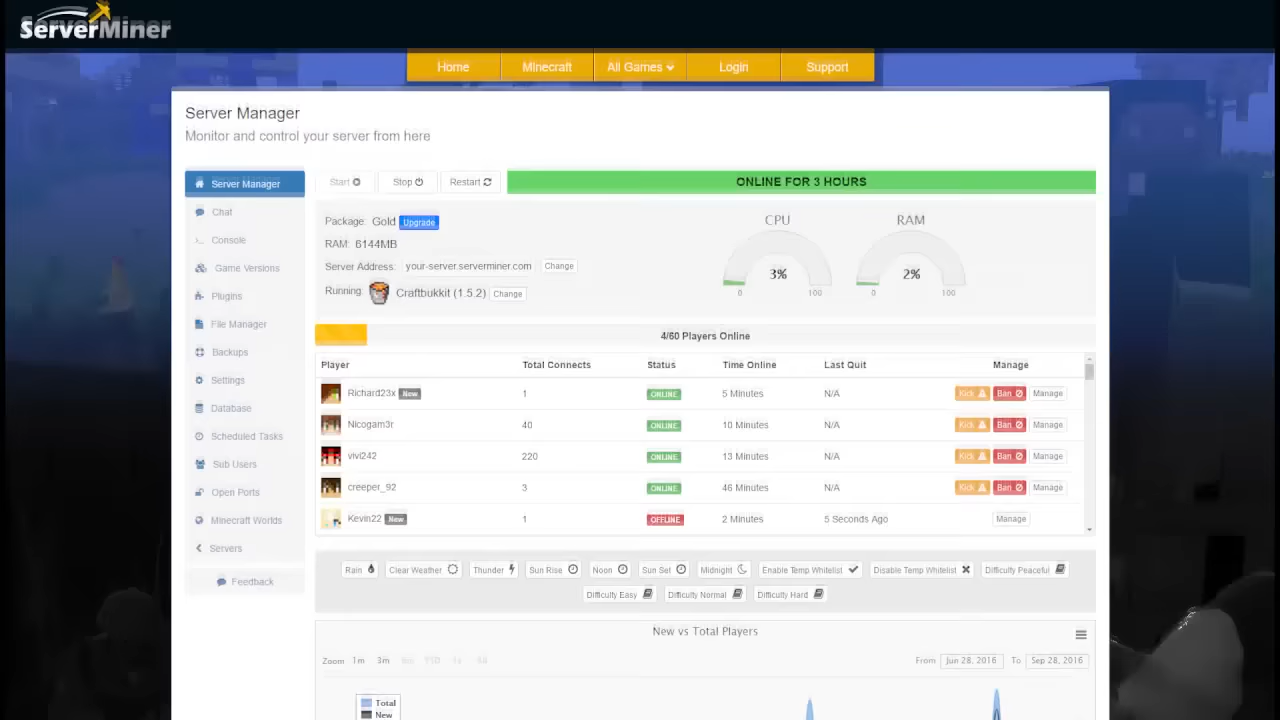 ServerMiner
Home Minecraft All Games Login Support
Server Manager
Monitor and control your server from here
Server Manager
Chat
Console
Game Versions
Plugins
File Manager
Backups
Settings
Database
Scheduled Tasks
Sub Users
Open Ports
Minecraft Worlds
Servers
Feedback
Start Stop Restart ONLINE FOR 3 HOURS
Package: Gold Upgrade
RAM: 6144MB
Server Address: your-server.serverminer.com Change
Running: Craftbukkit (1.5.2) Change
CPU RAM
3% 2%
0 100 0 100
4/60 Players Online
Player Total Connects Status Time Online Last Quit Manage
Richard23x New 1 ONLINE 5 Minutes N/A Kick Ban Manage
Nicogam3r 40 ONLINE 10 Minutes N/A Kick Ban Manage
vivi242 220 ONLINE 13 Minutes N/A Kick Ban Manage
creeper_92 3 ONLINE 46 Minutes N/A Kick Ban Manage
Kevin22 New 1 OFFLINE 2 Minutes 5 Seconds Ago Manage
Rain Clear Weather Thunder Sun Rise Noon Sun Set Midnight Enable Temp Whitelist Disable Temp Whitelist Difficulty Peaceful
Difficulty Easy Difficulty Normal Difficulty Hard
New vs Total Players
Zoom 1m 3m 6m YTD 1y All From Jun 28, 2016 To Sep 28, 2016
Total
New